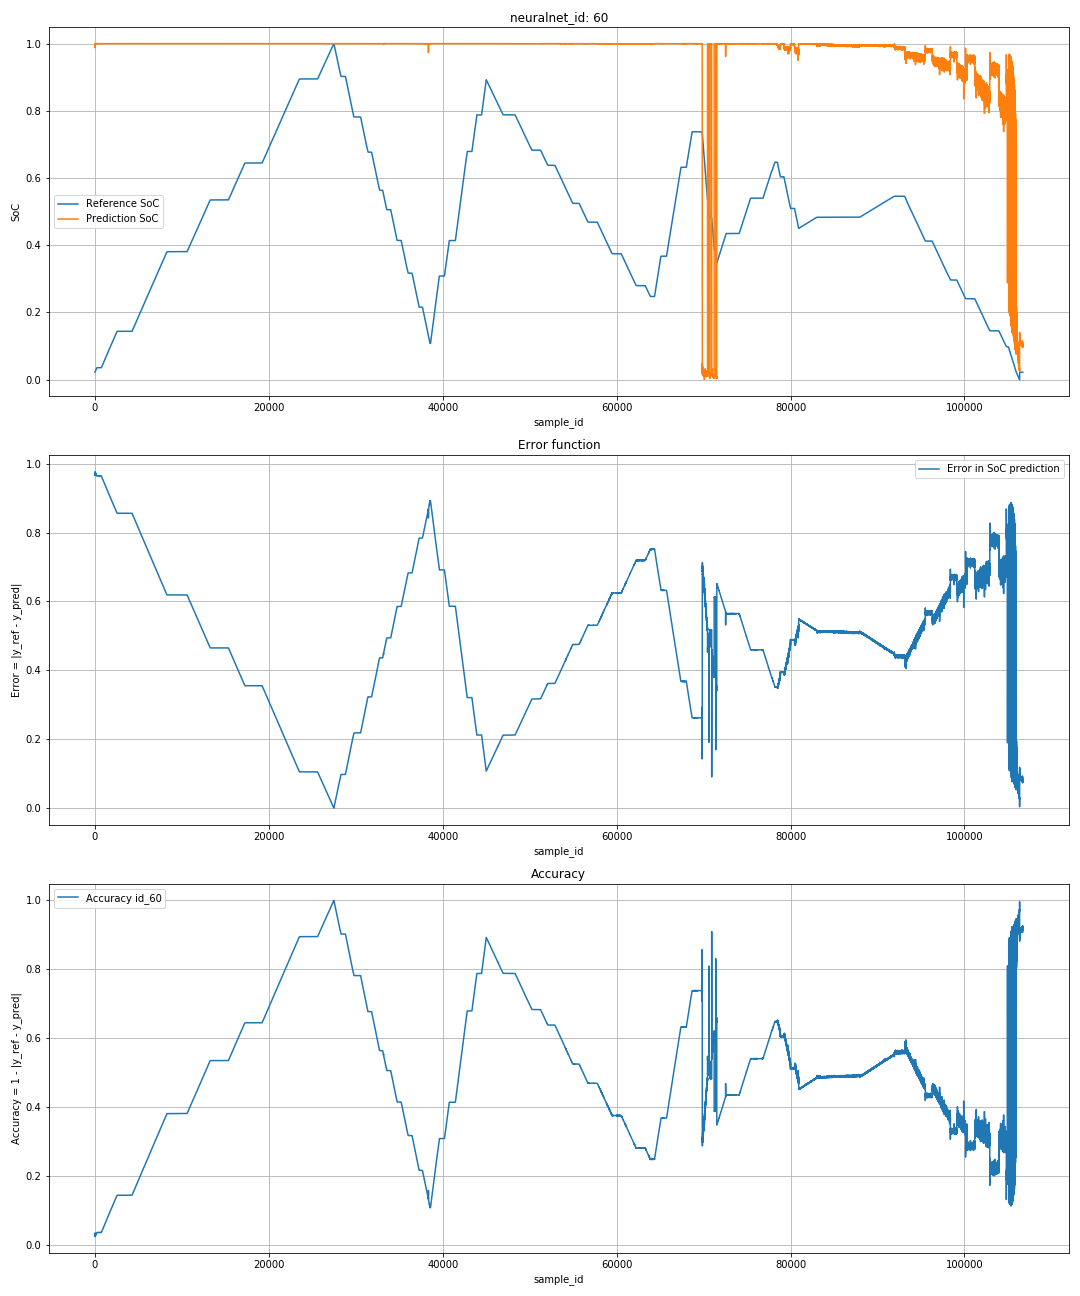 neuralnet_id: 60
1.0
0.8
0.6
0.4
0.2
0.0
SoC
Reference SoC
Prediction SoC
0 20000 40000 60000 80000 100000
sample_id
Error function
1.0
0.8
0.6
0.4
0.2
0.0
Error = |y_ref - y_pred|
Error in SoC prediction
0 20000 40000 60000 80000 100000
sample_id
Accuracy
1.0
0.8
0.6
0.4
0.2
0.0
Accuracy = 1 - |y_ref - y_pred|
Accuracy id_60
0 20000 40000 60000 80000 100000
sample_id